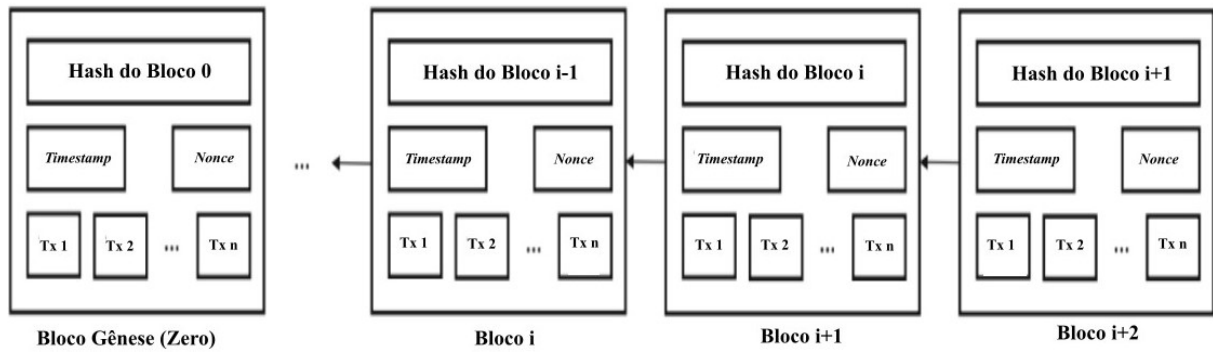 Hash do Bloco 0
Timestamp
Nonce
Tx 1
Tx 2
...
Tx n
Bloco Gênese (Zero)
...
Hash do Bloco i-1
Timestamp
Nonce
Tx 1
Tx 2
...
Tx n
Bloco i
Hash do Bloco i
Timestamp
Nonce
Tx 1
Tx 2
...
Tx n
Bloco i+1
Hash do Bloco i+1
Timestamp
Nonce
Tx 1
Tx 2
...
Tx n
Bloco i+2